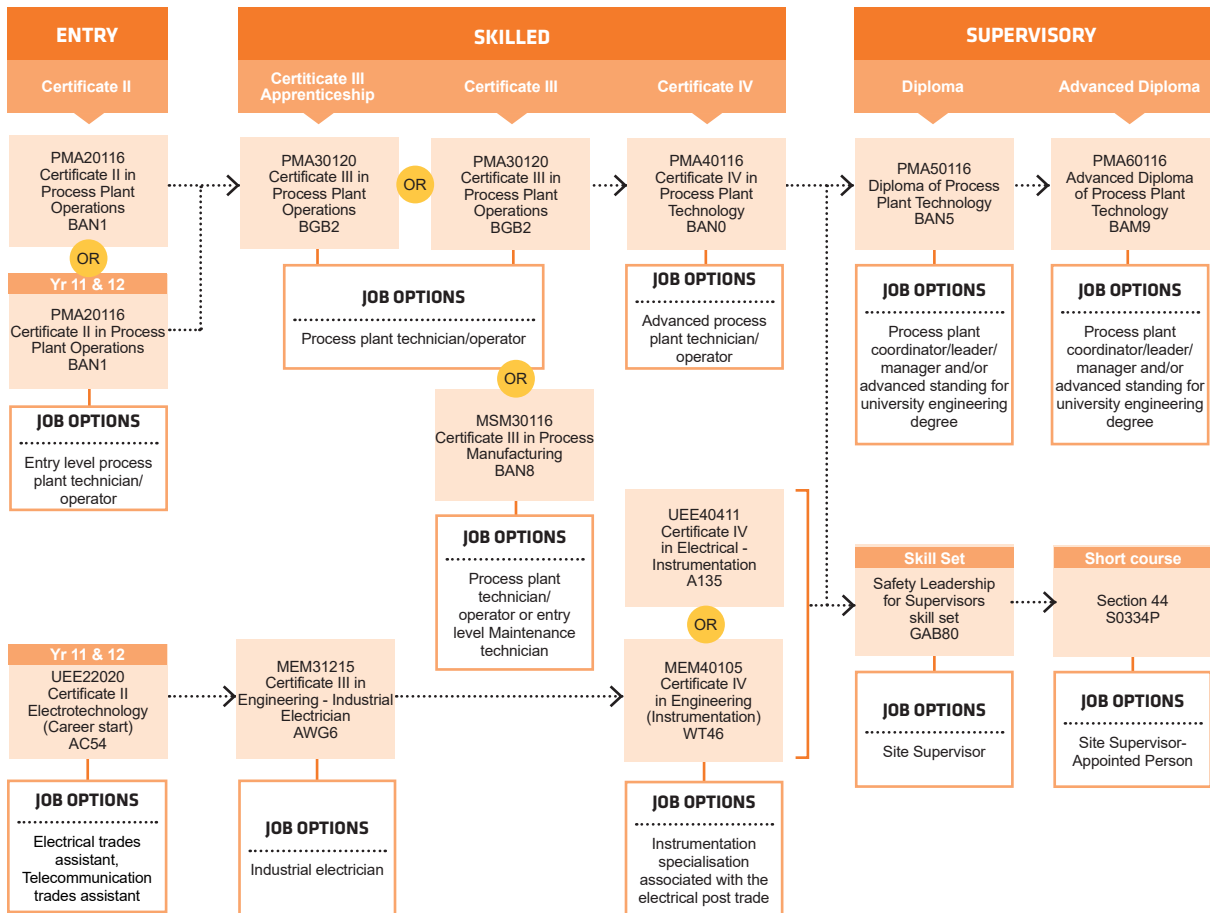 ENTRY
SKILLED
SUPERVISORY
Certificate II
Certiticate III
Apprenticeship
Certificate III
Certificate IV
Diploma
Advanced Diploma
PMA20116
Certificate II in
Process Plant
Operations
BAN1
OR
Yr 11 & 12
PMA20116
Certificate II in Process
Plant Operations
BAN1
JOB OPTIONS
Entry level process
plant technician/
operator
PMA30120
Certificate III in
Process Plant
Operations
BGB2
OR
PMA30120
Certificate III in
Process Plant
Operations
BGB2
JOB OPTIONS
Process plant technician/operator
OR
MSM30116
Certificate III in Process
Manufacturing
BAN8
JOB OPTIONS
Process plant
technician/
operator or entry
level Maintenance
technician
PMA40116
Certificate IV in
Process Plant
Technology
BAN0
JOB OPTIONS
Advanced process
plant technician/
operator
PMA50116
Diploma of Process
Plant Technology
BAN5
JOB OPTIONS
Process plant
coordinator/leader/
manager and/or
advanced standing for
university engineering
degree
PMA60116
Advanced Diploma
of Process Plant
Technology
BAM9
JOB OPTIONS
Process plant
coordinator/leader/
manager and/or
advanced standing for
university engineering
degree
Yr 11 & 12
UEE22020
Certificate II
Electrotechnology
(Career start)
AC54
JOB OPTIONS
Electrical trades
assistant,
Telecommunication
trades assistant
MEM31215
Certificate III in
Engineering - Industrial
Electrician
AWG6
JOB OPTIONS
Industrial electrician
UEE40411
Certificate IV
in Electrical -
Instrumentation
A135
OR
MEM40105
Certificate IV
in Engineering
(Instrumentation)
WT46
JOB OPTIONS
Instrumentation
specialisation
associated with the
electrical post trade
Skill Set
Safety Leadership
for Supervisors
skill set
GAB80
JOB OPTIONS
Site Supervisor
Short course
Section 44
S0334P
JOB OPTIONS
Site Supervisor-
Appointed Person